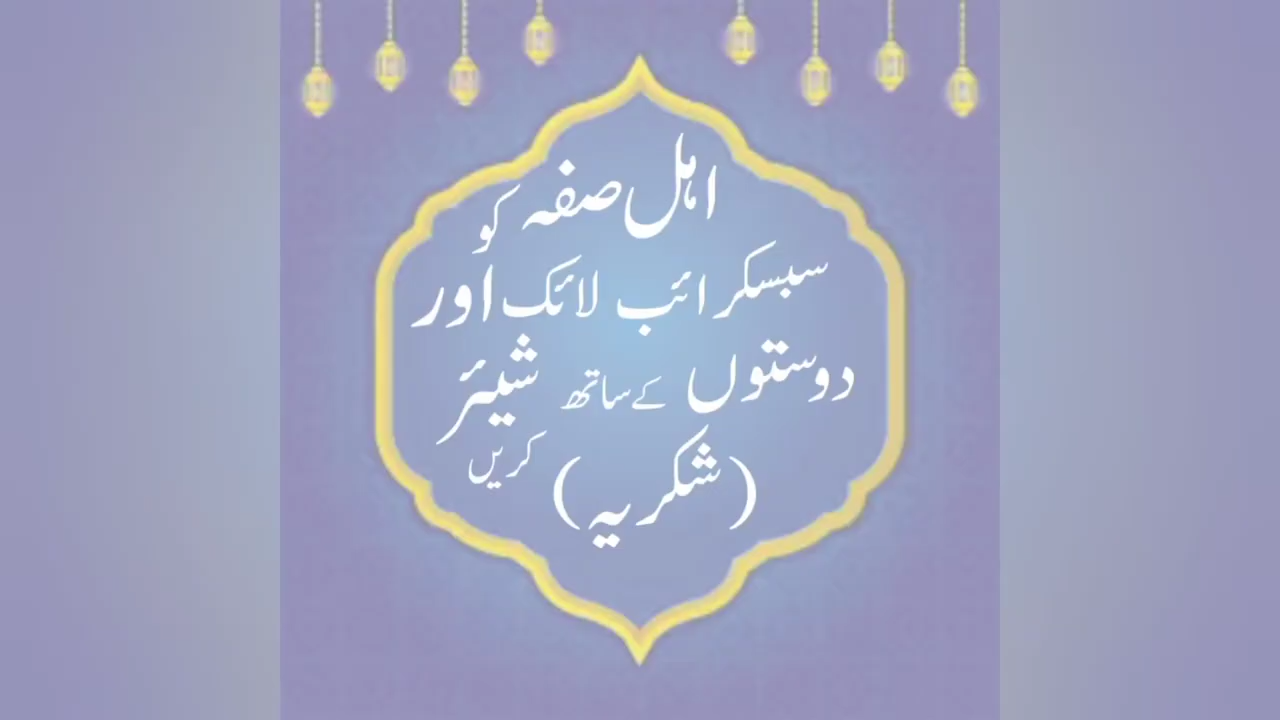 اہل صفہ کو
سبسکرائب لائک اور
دوستوں کے ساتھ شیئر
کریں (شکریہ)